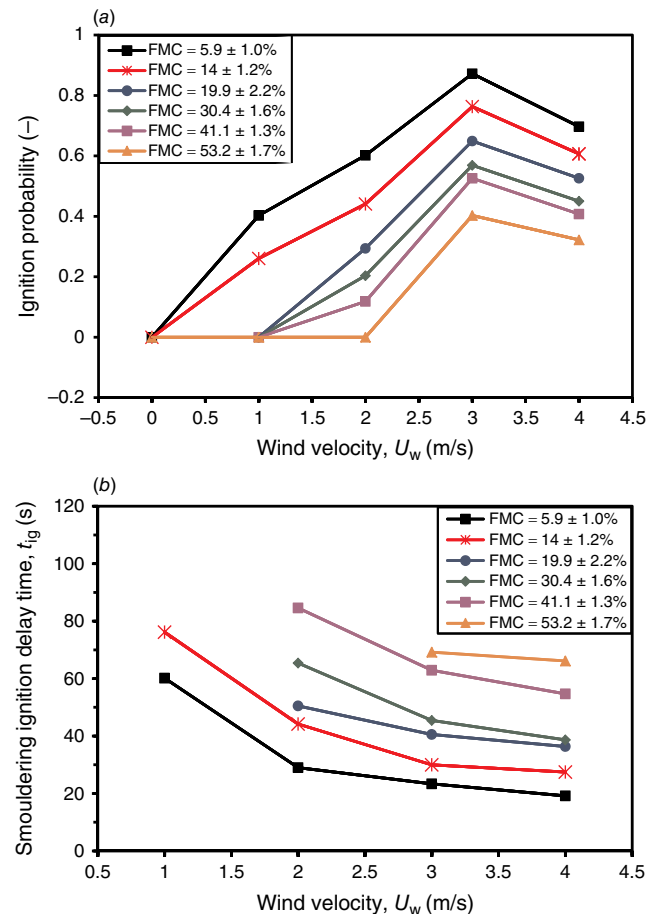 (a)
1
0.8
0.6
0.4
0.2
0
–0.2
Ignition probability (–)
FMC = 5.9 ± 1.0%
FMC = 14 ± 1.2%
FMC = 19.9 ± 2.2%
FMC = 30.4 ± 1.6%
FMC = 41.1 ± 1.3%
FMC = 53.2 ± 1.7%
–0.5 0 0.5 1 1.5 2 2.5 3 3.5 4 4.5
Wind velocity, Uw (m/s)
(b)
120
100
80
60
40
20
0
Smouldering ignition delay time, tig (s)
FMC = 5.9 ± 1.0%
FMC = 14 ± 1.2%
FMC = 19.9 ± 2.2%
FMC = 30.4 ± 1.6%
FMC = 41.1 ± 1.3%
FMC = 53.2 ± 1.7%
0.5 1 1.5 2 2.5 3 3.5 4 4.5
Wind velocity, Uw (m/s)